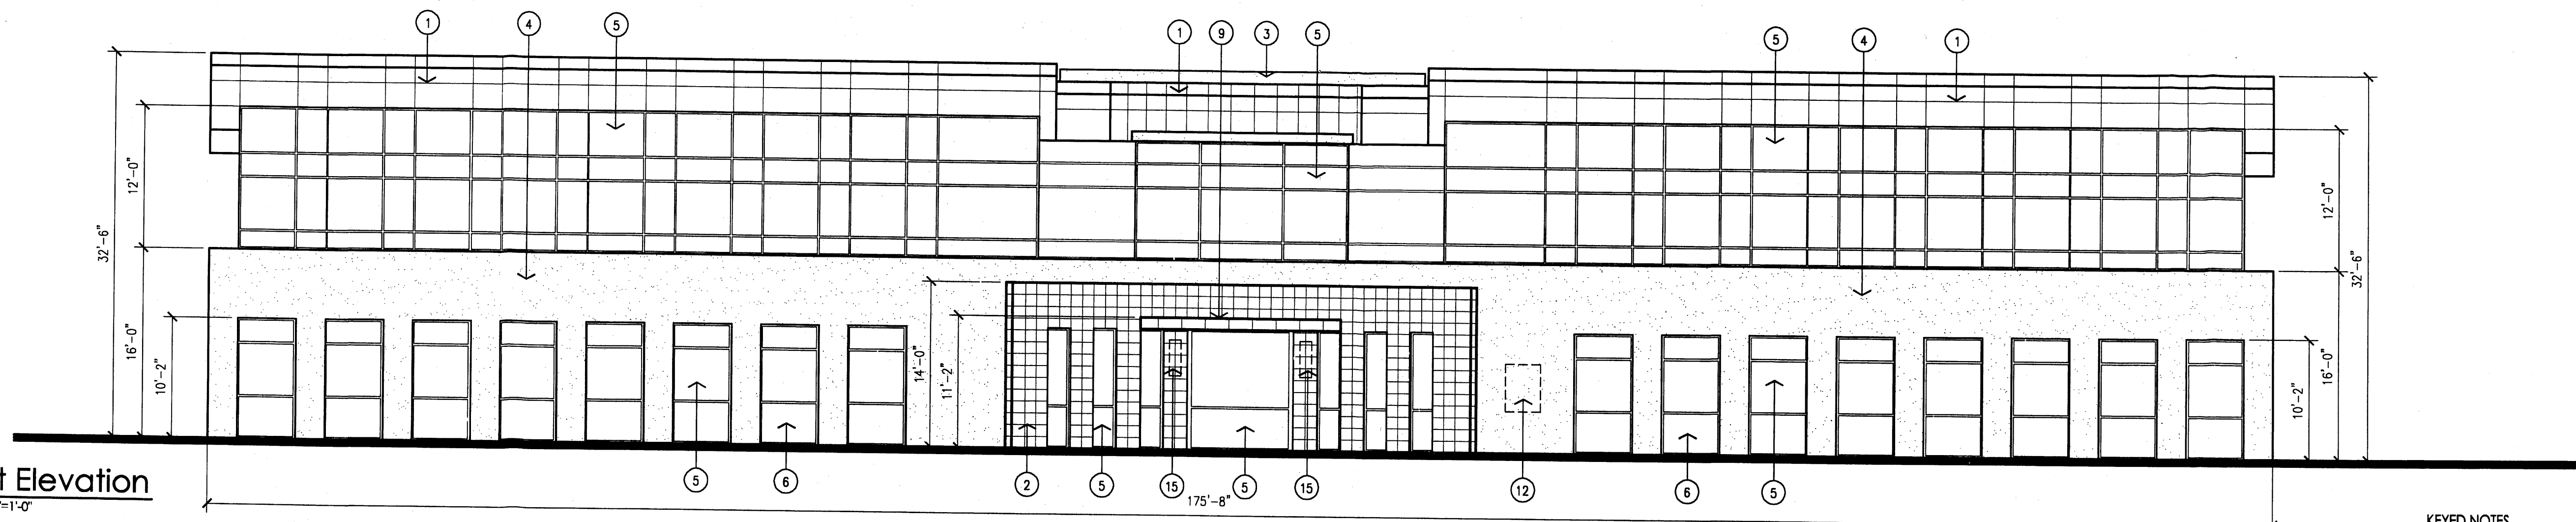 1 4 5 1 9 3 5 5 4 1
32'-6" 12'-0" 16'-0" 10'-2" 14'-0" 11'-2" 12'-0" 32'-6" 16'-0" 10'-2"
5 6 2 5 15 5 15 12 6 5
175'-8"
t Elevation
"=1'-0"
KEYED NOTES